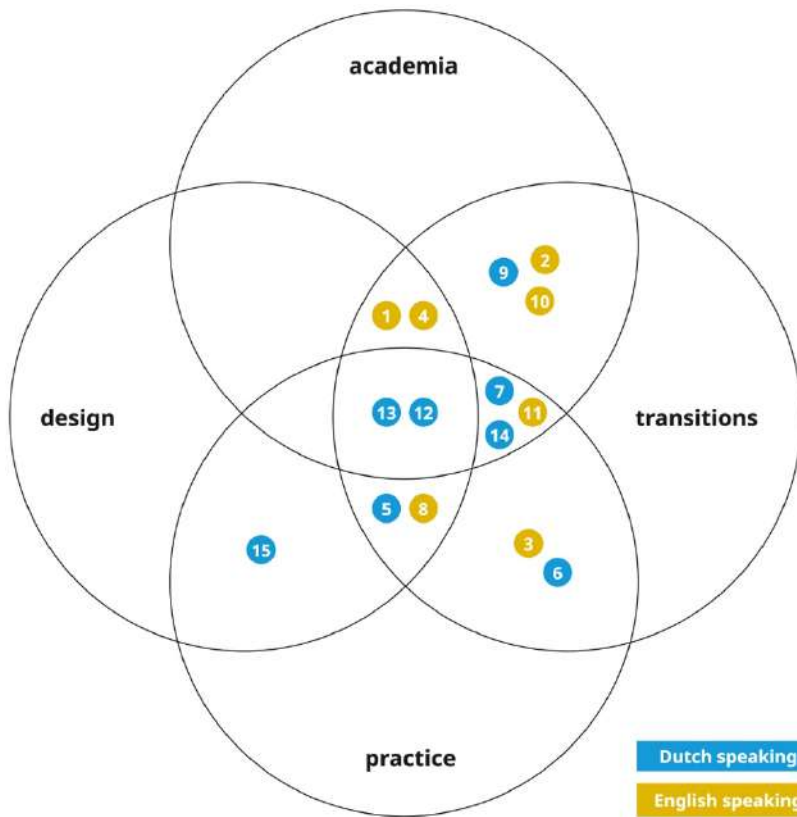 academia
2
9
10
1 4
7
13 12
11
design
transitions
14
5 8
3
15
6
practice
Dutch speaking
English speaking